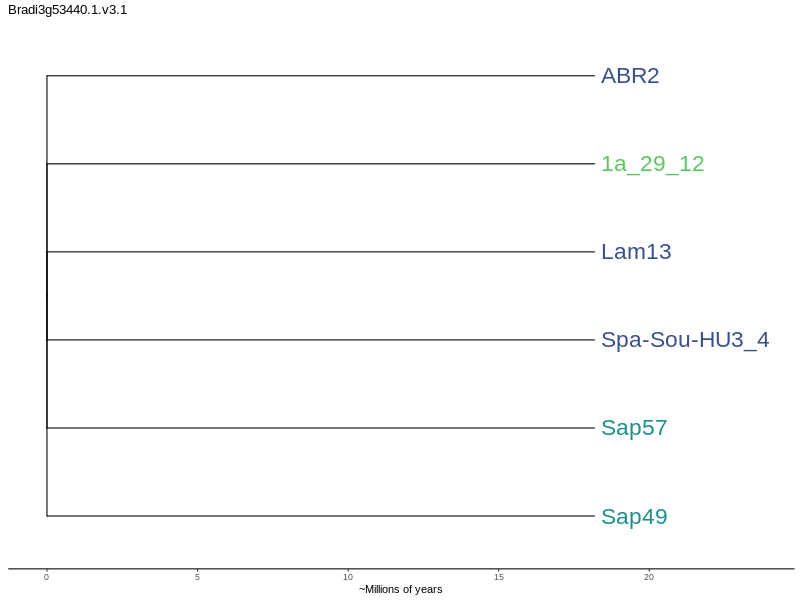 Bradi3g53440.1.v3.1
ABR2
1a_29_12
Lam13
Spa-Sou-HU3_4
Sap57
Sap49
0 5 10 15 20
~Millions of years